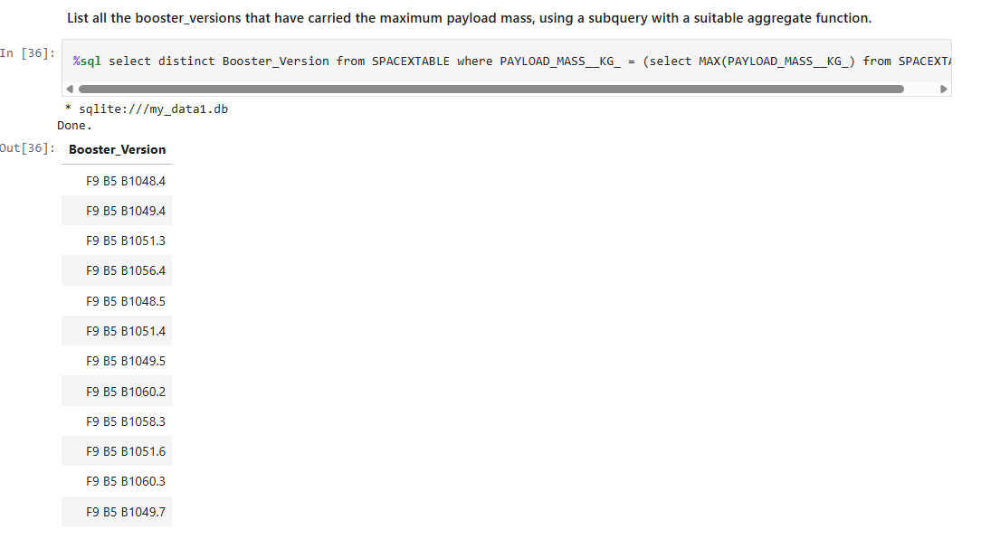 List all the booster_versions that have carried the maximum payload mass, using a subquery with a suitable aggregate function.
In [36]: %sql select distinct Booster_Version from SPACEXTABLE where PAYLOAD_MASS__KG_ = (select MAX(PAYLOAD_MASS__KG_) from SPACEXTA
* sqlite:///my_data1.db
Done.
Out[36]: Booster_Version
F9 B5 B1048.4
F9 B5 B1049.4
F9 B5 B1051.3
F9 B5 B1056.4
F9 B5 B1048.5
F9 B5 B1051.4
F9 B5 B1049.5
F9 B5 B1060.2
F9 B5 B1058.3
F9 B5 B1051.6
F9 B5 B1060.3
F9 B5 B1049.7